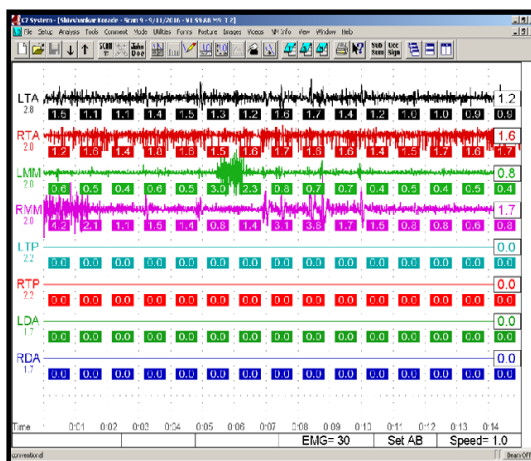 File Setup Analysis Tools Comment Mode Utilities Forms Posture Images Videos NM Info View Window Help
LTA 1.2
2.8 1.5 1.1 1.1 1.4 1.5 1.3 1.2 1.6 1.7 1.4 1.2 1.0 1.0 0.9 0.9
RTA 1.6
2.0 1.2 1.6 1.4 1.8 1.6 1.5 1.6 1.7 1.6 1.6 1.4 1.5 1.7 1.7 1.6
LMM 0.8
2.0 0.6 0.5 0.4 0.6 0.5 3.0 2.3 0.8 0.7 0.7 0.4 0.5 0.5 0.5 0.4
RMM 1.7
2.0 4.2 2.1 1.1 1.5 1.4 0.8 1.4 3.1 3.8 1.7 1.5 0.8 0.8 0.6 0.8
LTP 0.0
2.2 0.0 0.0 0.0 0.0 0.0 0.0 0.0 0.0 0.0 0.0 0.0 0.0 0.0 0.0 0.0
RTP 0.0
2.2 0.0 0.0 0.0 0.0 0.0 0.0 0.0 0.0 0.0 0.0 0.0 0.0 0.0 0.0 0.0
LDA 0.0
1.7 0.0 0.0 0.0 0.0 0.0 0.0 0.0 0.0 0.0 0.0 0.0 0.0 0.0 0.0 0.0
RDA 0.0
1.7 0.0 0.0 0.0 0.0 0.0 0.0 0.0 0.0 0.0 0.0 0.0 0.0 0.0 0.0 0.0
Time 0:01 0:02 0:03 0:04 0:05 0:06 0:07 0:08 0:09 0:10 0:11 0:12 0:13 0:14
EMG= 30 Set AB Speed= 1.0
conventional